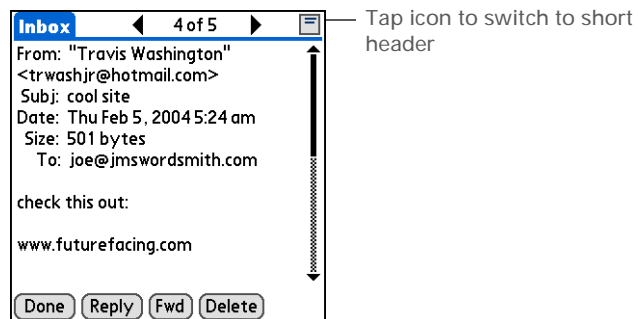 Inbox 4 of 5
From: "Travis Washington"
<trwashjr@hotmail.com>
Subj: cool site
Date: Thu Feb 5, 2004 5:24 am
Size: 501 bytes
To: joe@jmswordsmith.com
check this out:
www.futurefacing.com
Done Reply Fwd Delete
Tap icon to switch to short
header